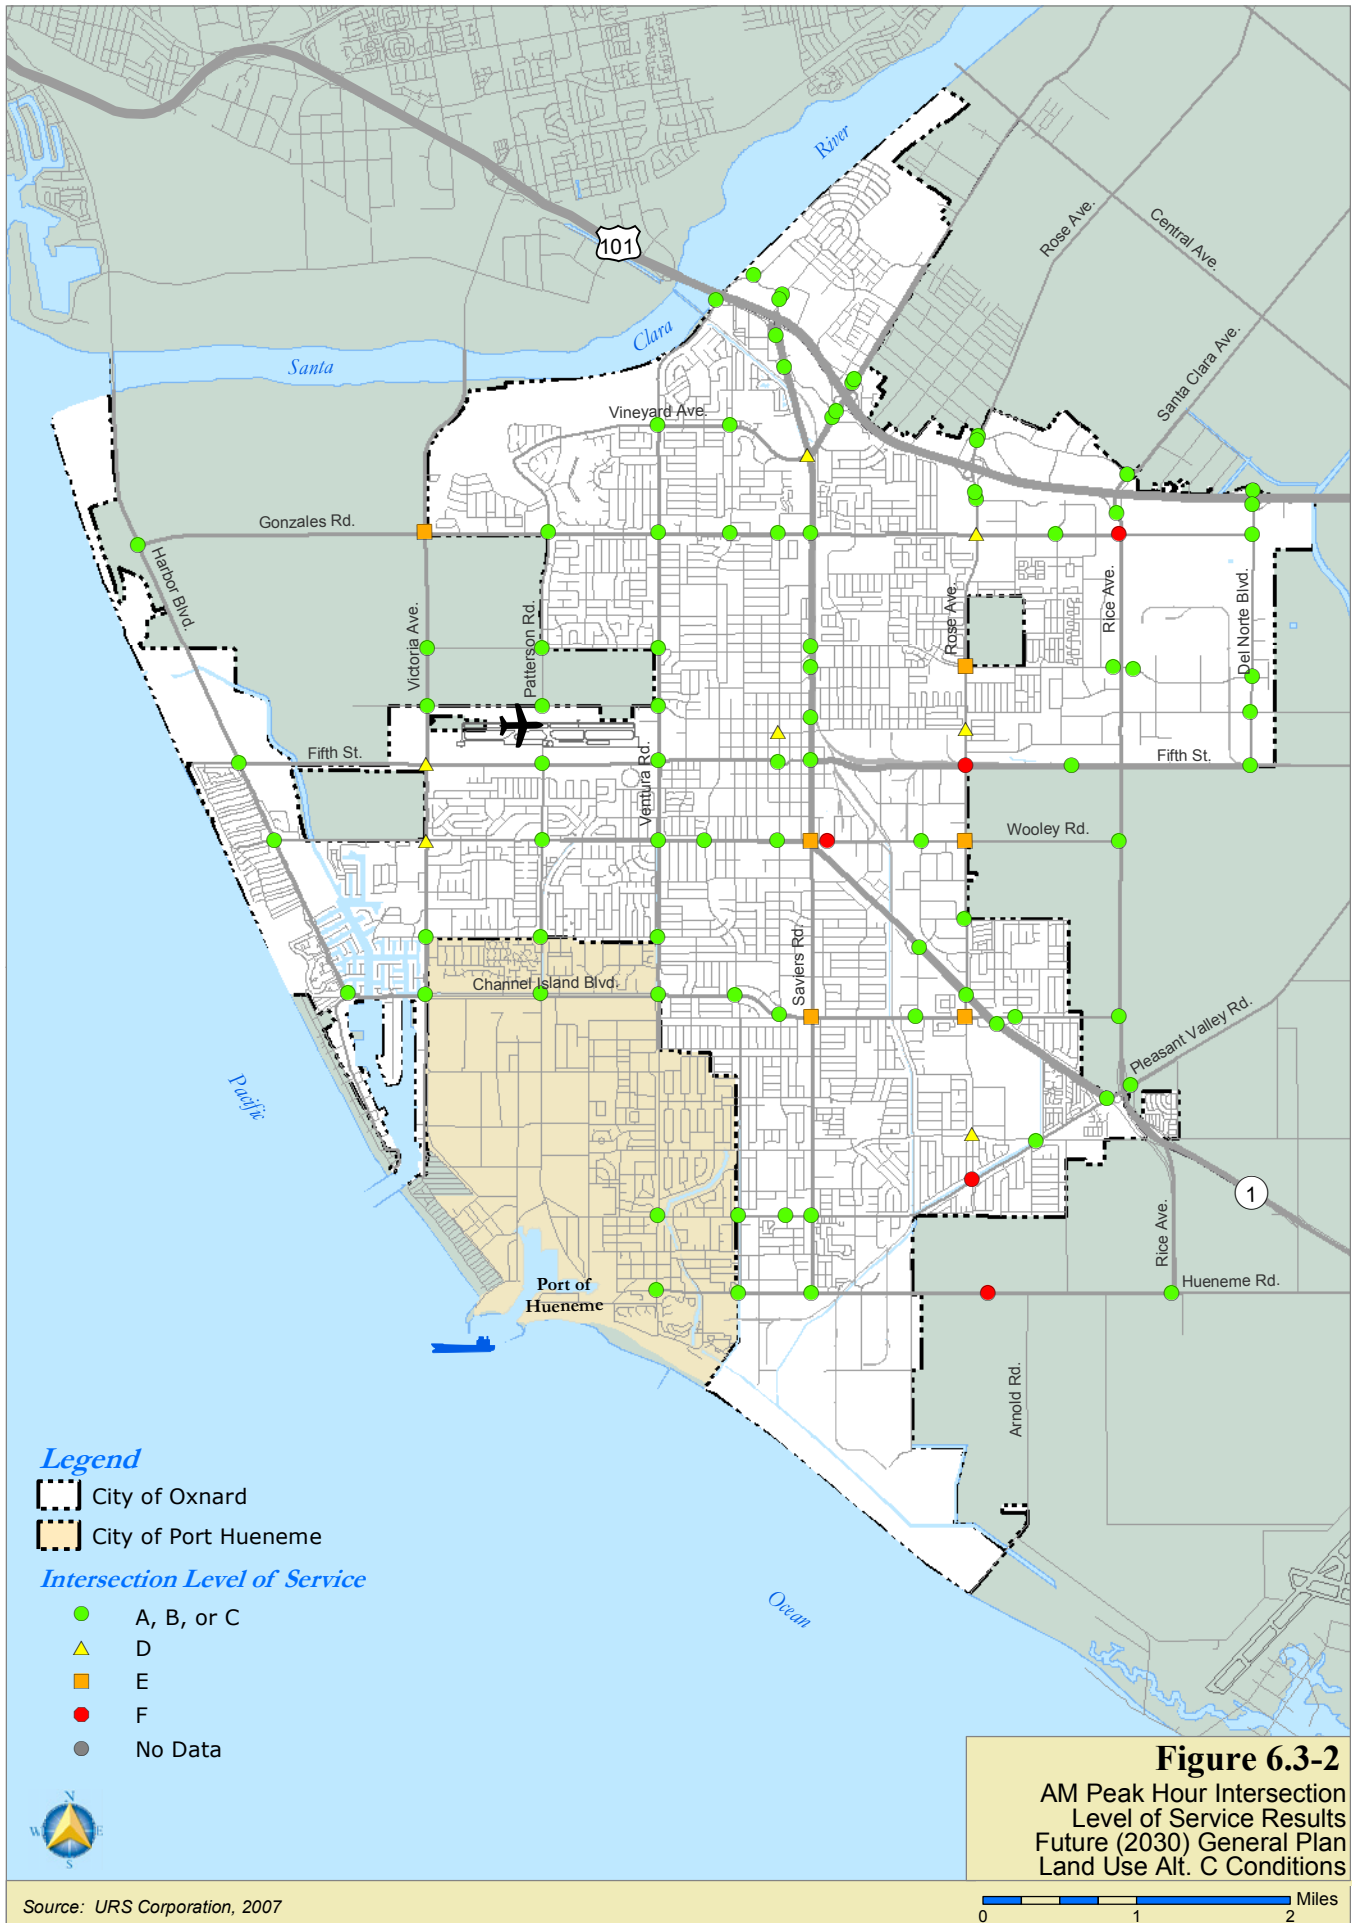 River
Rose Ave.
Central Ave.
101
Clara
Santa
Santa Clara Ave.
Vineyard Ave.
Gonzales Rd.
Harbor Blvd.
Victoria Ave.
Patterson Rd.
Rose Ave.
Rice Ave.
Del Norte Blvd.
Fifth St.
Ventura Rd.
Fifth St.
Wooley Rd.
Saviers Rd.
Channel Island Blvd.
Pleasant Valley Rd.
Pacific
1
Rice Ave.
Hueneme Rd.
Port of
Hueneme
Arnold Rd.
Ocean
Legend
City of Oxnard
City of Port Hueneme
Intersection Level of Service
A, B, or C
D
E
F
No Data
N
W
E
S
Figure 6.3-2
AM Peak Hour Intersection
Level of Service Results
Future (2030) General Plan
Land Use Alt. C Conditions
Source: URS Corporation, 2007
Miles
0 1 2